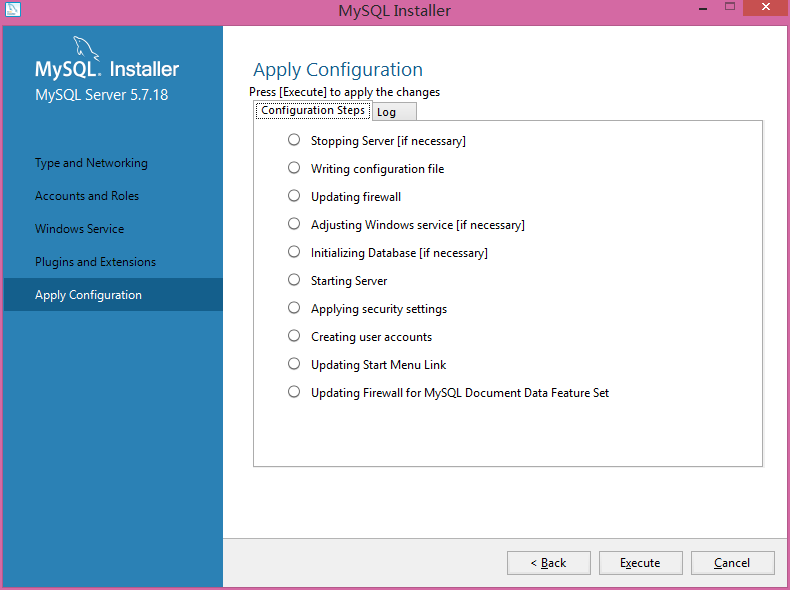 MySQL Installer
MySQL. Installer
MySQL Server 5.7.18
Type and Networking
Accounts and Roles
Windows Service
Plugins and Extensions
Apply Configuration
Apply Configuration
Press [Execute] to apply the changes
Configuration Steps Log
Stopping Server [if necessary]
Writing configuration file
Updating firewall
Adjusting Windows service [if necessary]
Initializing Database [if necessary]
Starting Server
Applying security settings
Creating user accounts
Updating Start Menu Link
Updating Firewall for MySQL Document Data Feature Set
< Back Execute Cancel